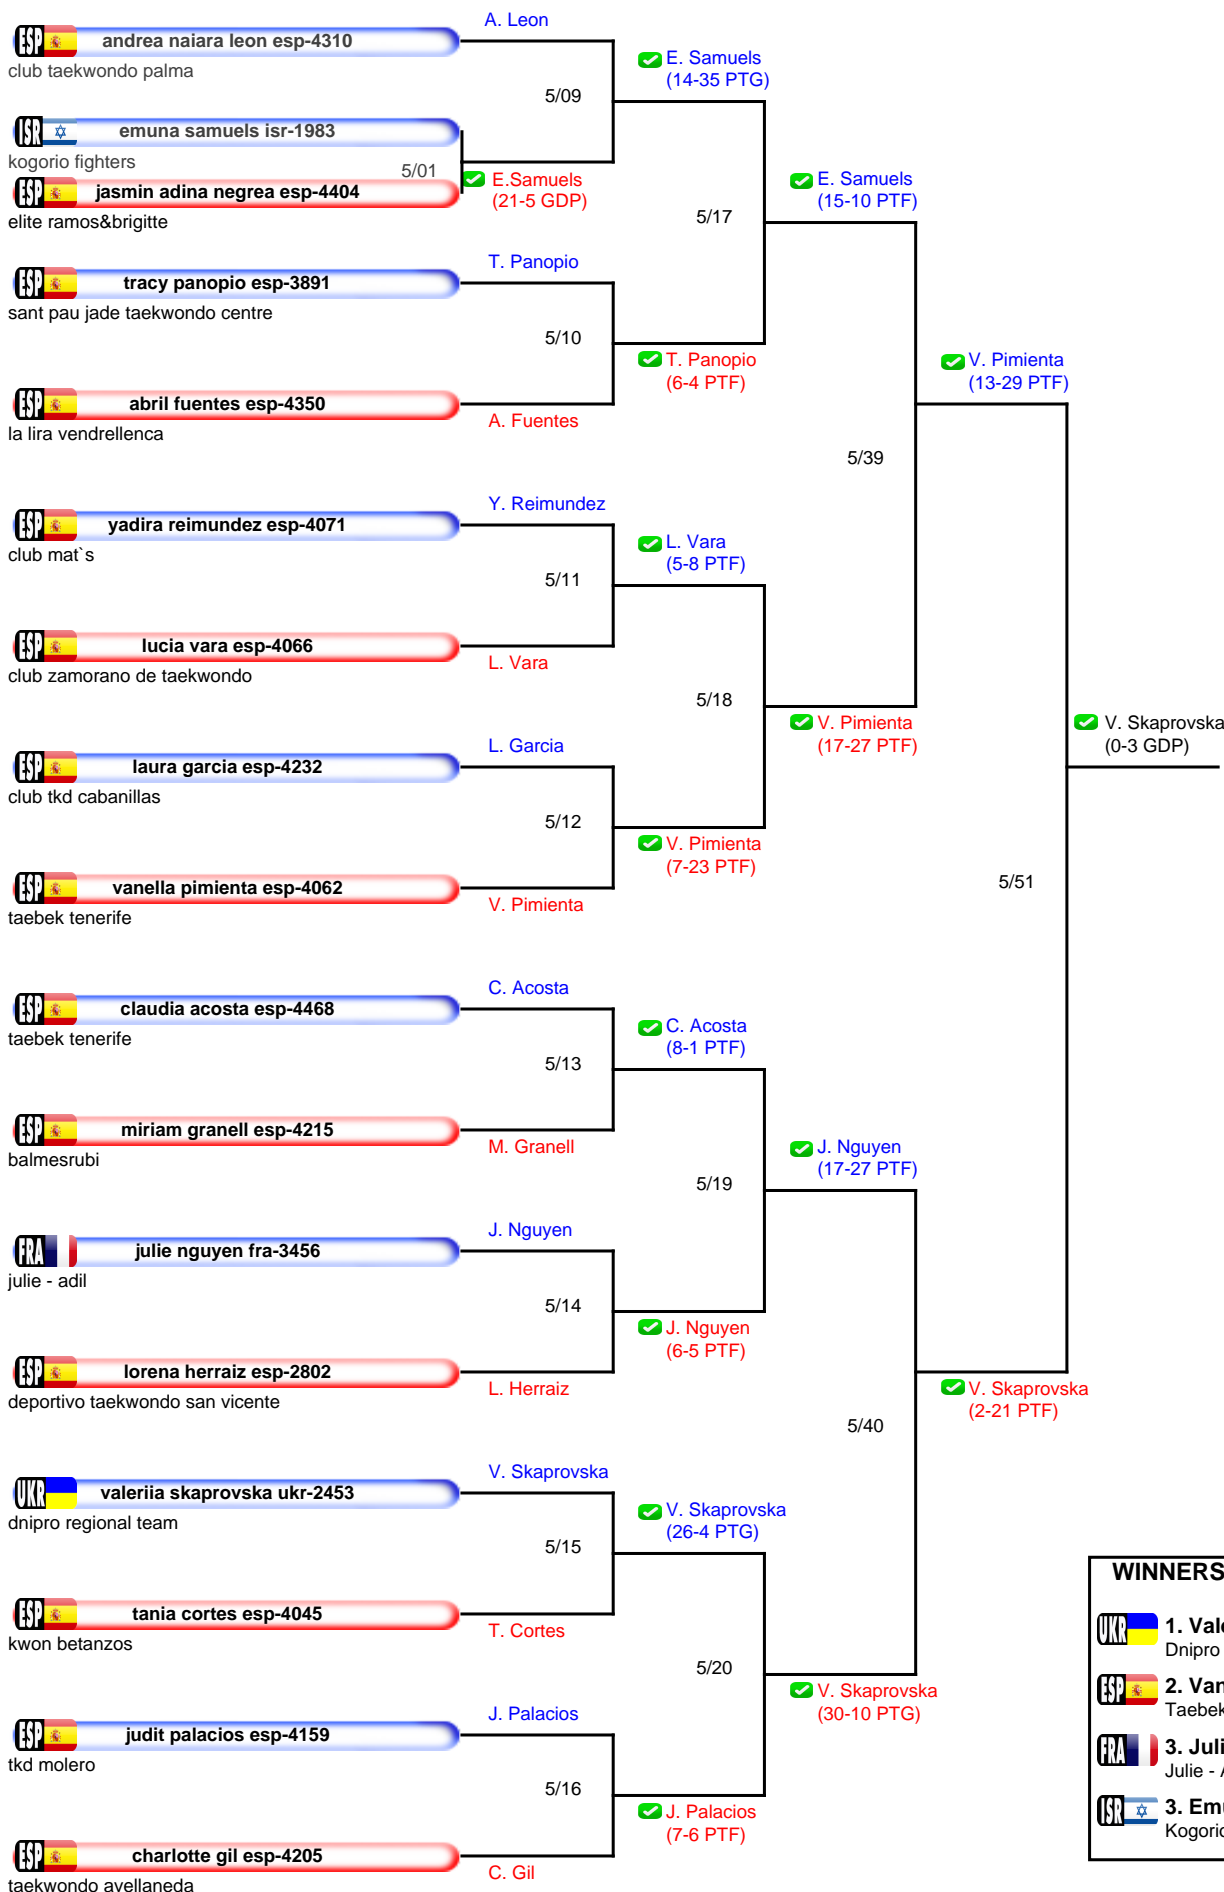 A. Leon
ESP andrea naiara leon esp-4310
club taekwondo palma
E. Samuels
(14-35 PTG)
5/09
ISR emuna samuels isr-1983
kogorio fighters
5/01
E.Samuels
(21-5 GDP)
ESP jasmin adina negrea esp-4404
elite ramos&brigitte
E. Samuels
(15-10 PTF)
5/17
T. Panopio
ESP tracy panopio esp-3891
sant pau jade taekwondo centre
5/10
T. Panopio
(6-4 PTF)
V. Pimienta
(13-29 PTF)
ESP abril fuentes esp-4350
A. Fuentes
la lira vendrellenca
5/39
Y. Reimundez
ESP yadira reimundez esp-4071
club mat`s
L. Vara
(5-8 PTF)
5/11
ESP lucia vara esp-4066
L. Vara
club zamorano de taekwondo
5/18
V. Pimienta
(17-27 PTF)
V. Skaprovska
(0-3 GDP)
L. Garcia
ESP laura garcia esp-4232
club tkd cabanillas
5/12
V. Pimienta
(7-23 PTF)
ESP vanella pimienta esp-4062
V. Pimienta
taebek tenerife
5/51
C. Acosta
ESP claudia acosta esp-4468
taebek tenerife
C. Acosta
(8-1 PTF)
5/13
ESP miriam granell esp-4215
M. Granell
balmesrubi
J. Nguyen
(17-27 PTF)
5/19
J. Nguyen
FRA julie nguyen fra-3456
julie - adil
5/14
J. Nguyen
(6-5 PTF)
ESP lorena herraiz esp-2802
L. Herraiz
deportivo taekwondo san vicente
V. Skaprovska
(2-21 PTF)
5/40
V. Skaprovska
UKR valeriia skaprovska ukr-2453
dnipro regional team
V. Skaprovska
(26-4 PTG)
5/15
ESP tania cortes esp-4045
T. Cortes
kwon betanzos
5/20
V. Skaprovska
(30-10 PTG)
J. Palacios
ESP judit palacios esp-4159
tkd molero
5/16
J. Palacios
(7-6 PTF)
ESP charlotte gil esp-4205
C. Gil
taekwondo avellaneda
WINNERS
UKR 1.
Dnipro
ESP 2.
FRA 3.
Julie -
ISR 3.